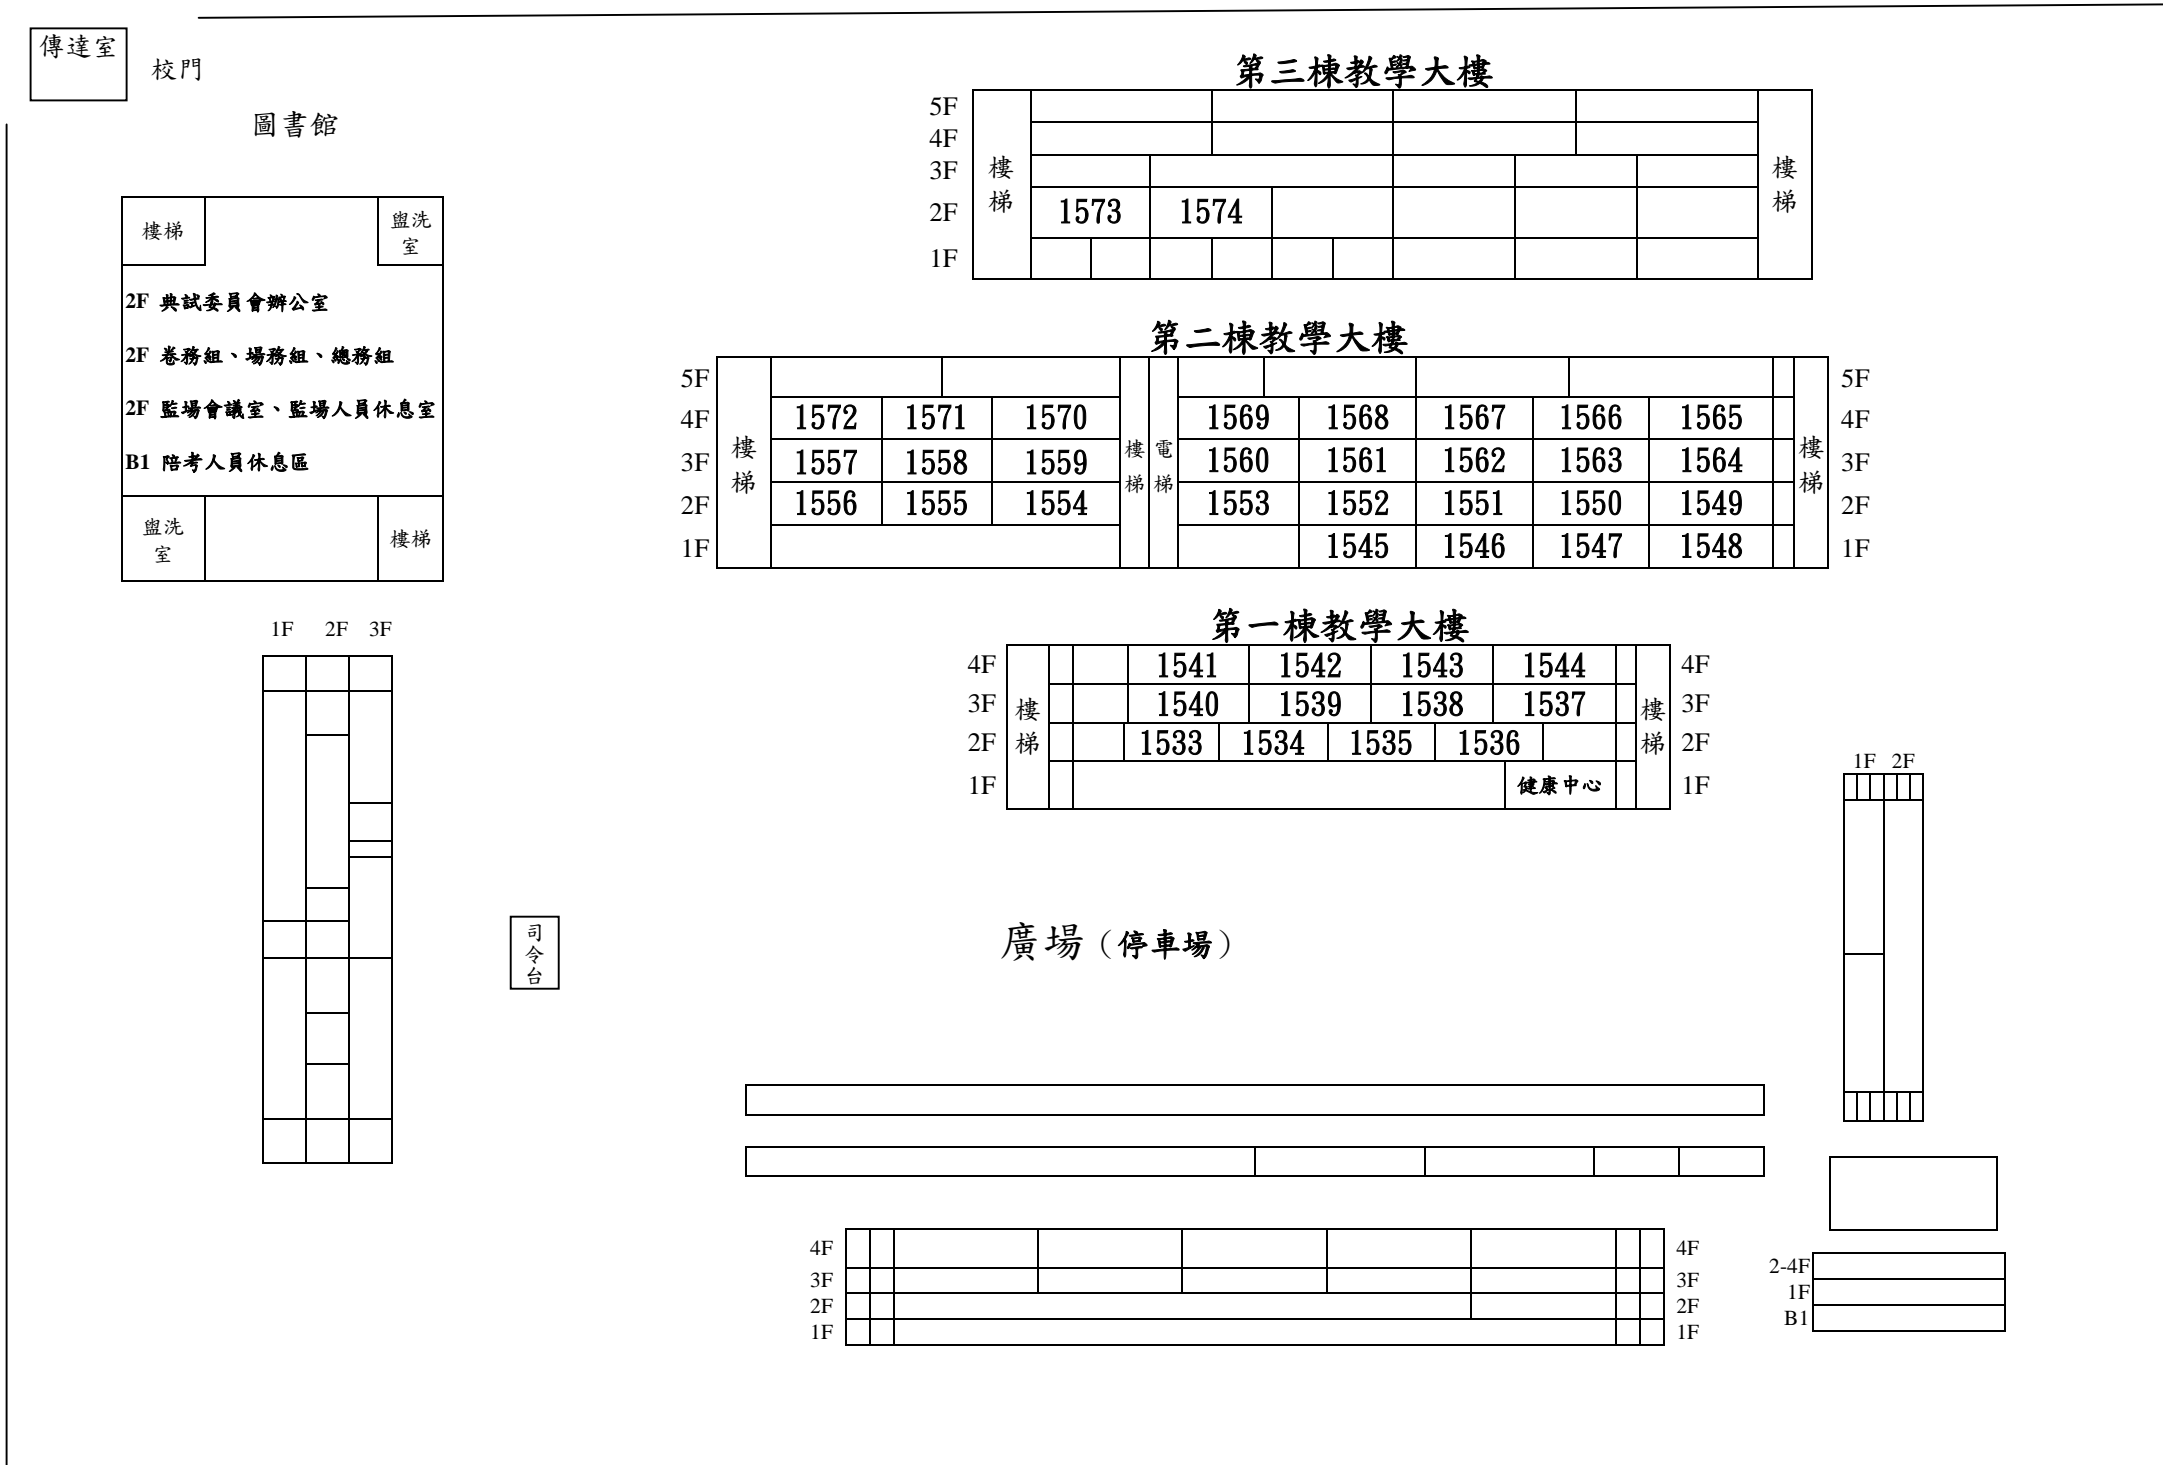 傳達室
校門
圖書館
樓梯
盥洗
室
2F 典試委員會辦公室
2F 卷務組、場務組、總務組
2F 監場會議室、監場人員休息室
B1 陪考人員休息區
盥洗
室
樓梯
第三棟教學大樓
5F
4F
3F
2F 1573 1574
1F
樓梯
樓梯
第二棟教學大樓
5F 5F
4F 1572 1571 1570 1569 1568 1567 1566 1565 4F
3F 1557 1558 1559 1560 1561 1562 1563 1564 3F
2F 1556 1555 1554 1553 1552 1551 1550 1549 2F
1F 1545 1546 1547 1548 1F
樓梯
樓梯
電梯
樓梯
第一棟教學大樓
4F 1541 1542 1543 1544 4F
3F 1540 1539 1538 1537 3F
2F 1533 1534 1535 1536 2F
1F 健康中心 1F
樓梯
樓梯
1F 2F 3F
司令台
廣場（停車場）
1F 2F
4F 4F
3F 3F
2F 2F
1F 1F
2-4F
1F
B1